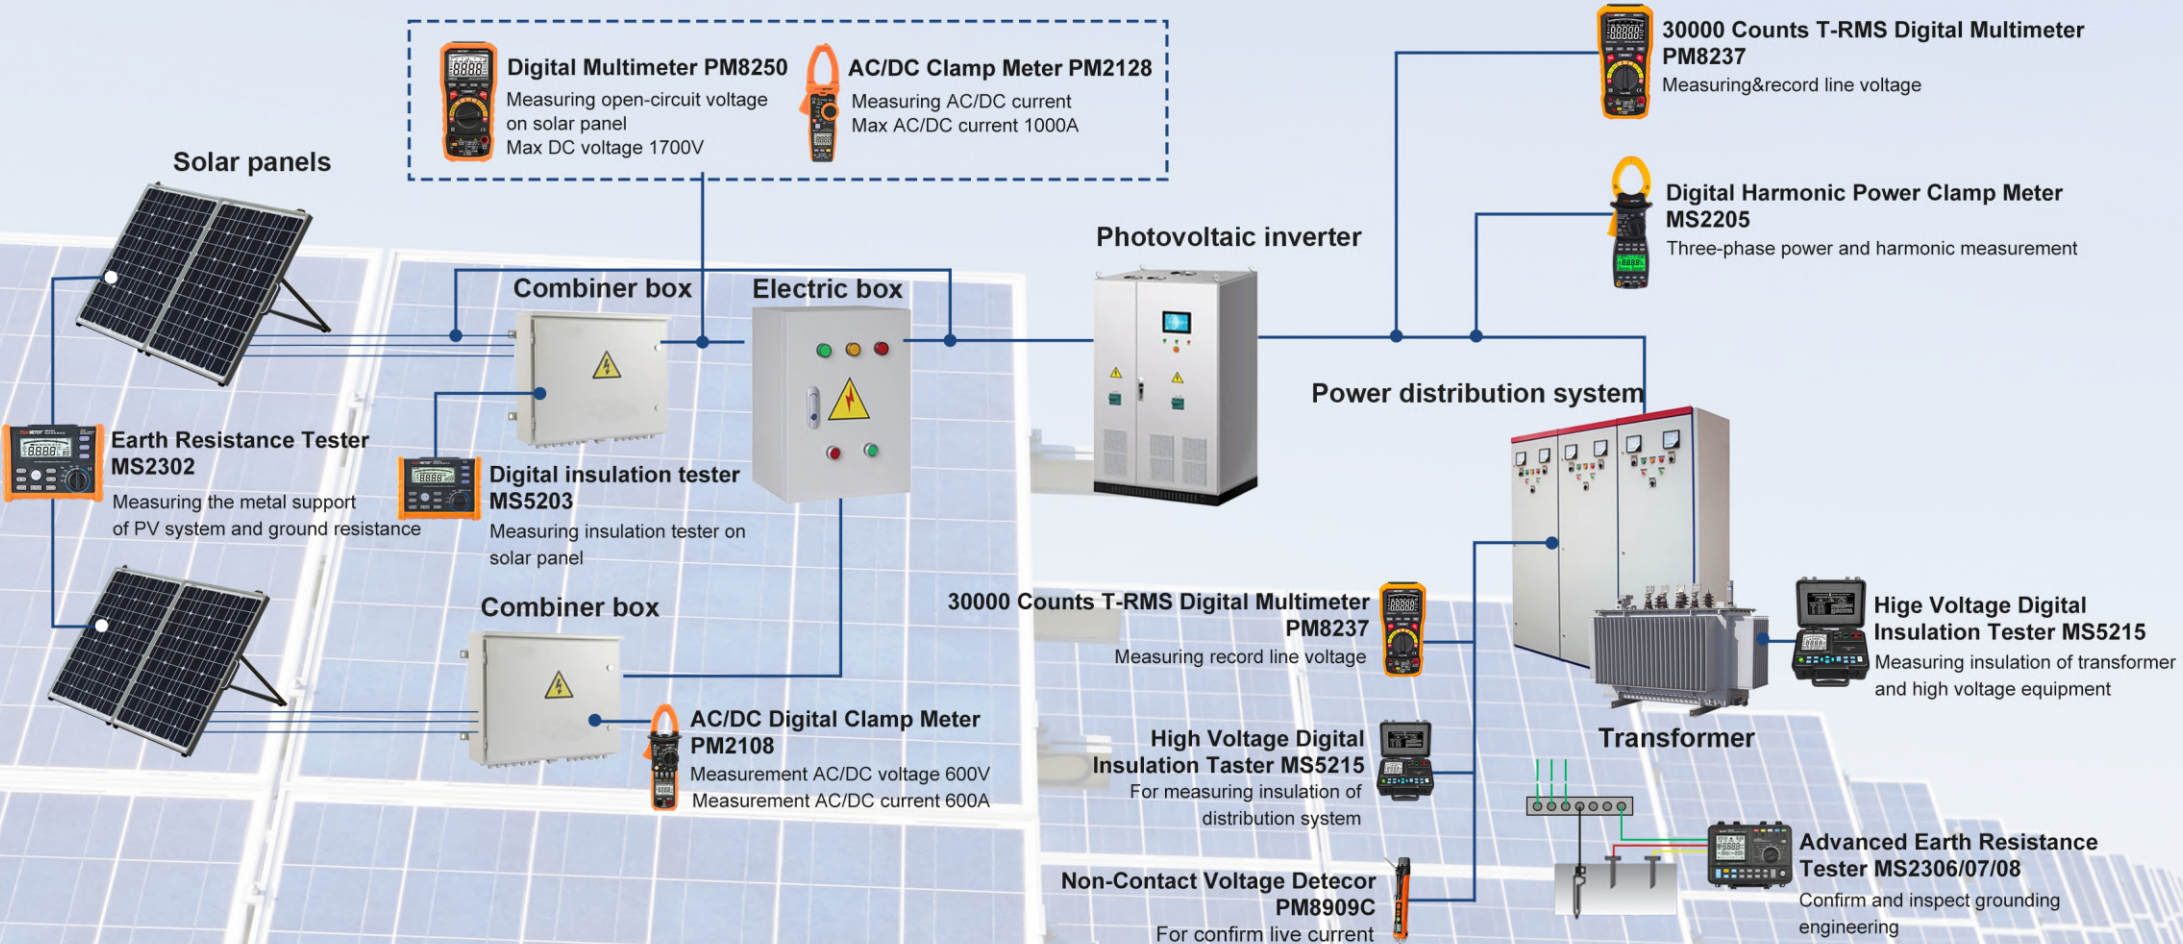 Digital Multimeter PM8250
Measuring open-circuit voltage
on solar panel
Max DC voltage 1700V
AC/DC Clamp Meter PM2128
Measuring AC/DC current
Max AC/DC current 1000A
30000 Counts T-RMS Digital Multimeter
PM8237
Measuring&record line voltage
Solar panels
Digital Harmonic Power Clamp Meter
MS2205
Three-phase power and harmonic measurement
Photovoltaic inverter
Combiner box
Electric box
Power distribution system
Earth Resistance Tester
MS2302
Measuring the metal support
of PV system and ground resistance
Digital insulation tester
MS5203
Measuring insulation tester on
solar panel
Combiner box
30000 Counts T-RMS Digital Multimeter
PM8237
Measuring record line voltage
Hige Voltage Digital
Insulation Tester MS5215
Measuring insulation of transformer
and high voltage equipment
AC/DC Digital Clamp Meter
PM2108
Measurement AC/DC voltage 600V
Measurement AC/DC current 600A
High Voltage Digital
Insulation Taster MS5215
For measuring insulation of
distribution system
Transformer
Non-Contact Voltage Detecor
PM8909C
For confirm live current
Advanced Earth Resistance
Tester MS2306/07/08
Confirm and inspect grounding
engineering